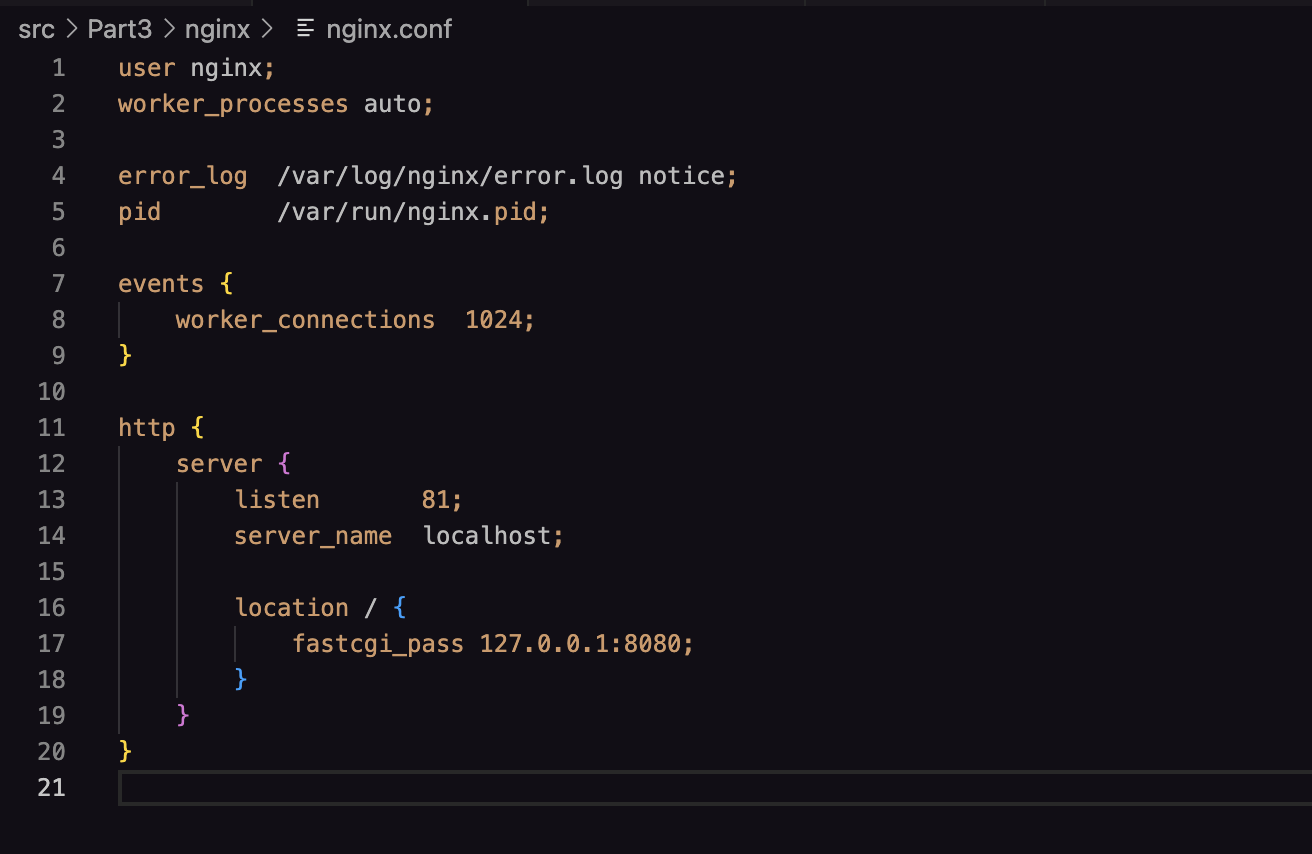 src > Part3 > nginx > nginx.conf
1 user nginx;
2 worker_processes auto;
3
4 error_log  /var/log/nginx/error.log notice;
5 pid        /var/run/nginx.pid;
6
7 events {
8     worker_connections  1024;
9 }
10
11 http {
12     server {
13         listen       81;
14         server_name  localhost;
15
16         location / {
17             fastcgi_pass 127.0.0.1:8080;
18         }
19     }
20 }
21